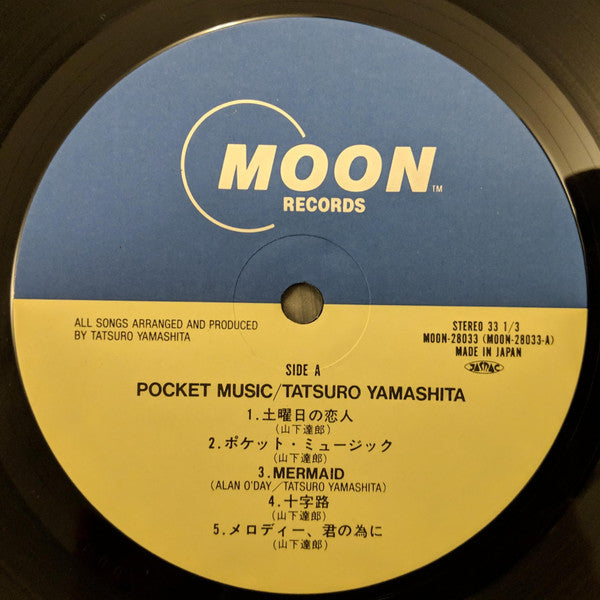 MOON™
RECORDS
ALL SONGS ARRANGED AND PRODUCED
BY TATSURO YAMASHITA
STEREO 33 1/3
MOON-28033 (MOON-28033-A)
MADE IN JAPAN
JASRAC
SIDE A
POCKET MUSIC/TATSURO YAMASHITA
1.土曜日の恋人
(山下達郎)
2.ポケット・ミュージック
(山下達郎)
3.MERMAID
(ALAN O'DAY/TATSURO YAMASHITA)
4.十字路
(山下達郎)
5.メロディー、君の為に
(山下達郎)